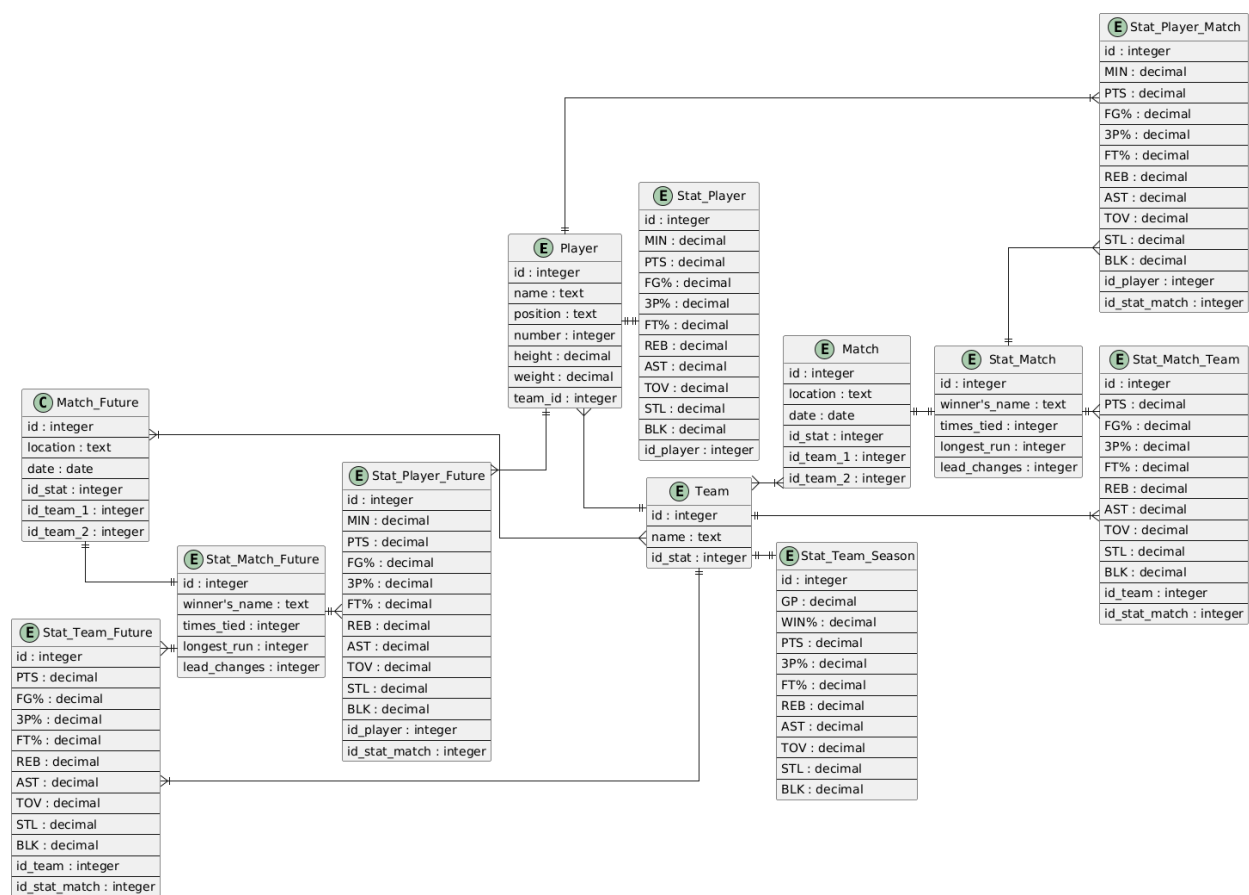 E Stat_Player_Match
id : integer
MIN : decimal
PTS : decimal
FG% : decimal
3P% : decimal
FT% : decimal
REB : decimal
AST : decimal
TOV : decimal
STL : decimal
BLK : decimal
id_player : integer
id_stat_match : integer
E Stat_Player
id : integer
MIN : decimal
PTS : decimal
FG% : decimal
3P% : decimal
FT% : decimal
REB : decimal
AST : decimal
TOV : decimal
STL : decimal
BLK : decimal
id_player : integer
E Player
id : integer
name : text
position : text
number : integer
height : decimal
weight : decimal
team_id : integer
E Match
id : integer
location : text
date : date
id_stat : integer
id_team_1 : integer
id_team_2 : integer
E Stat_Match
id : integer
winner's_name : text
times_tied : integer
longest_run : integer
lead_changes : integer
E Stat_Match_Team
id : integer
PTS : decimal
FG% : decimal
3P% : decimal
FT% : decimal
REB : decimal
AST : decimal
TOV : decimal
STL : decimal
BLK : decimal
id_team : integer
id_stat_match : integer
C Match_Future
id : integer
location : text
date : date
id_stat : integer
id_team_1 : integer
id_team_2 : integer
E Stat_Player_Future
id : integer
MIN : decimal
PTS : decimal
FG% : decimal
3P% : decimal
FT% : decimal
REB : decimal
AST : decimal
TOV : decimal
STL : decimal
BLK : decimal
id_player : integer
id_stat_match : integer
E Team
id : integer
name : text
id_stat : integer
E Stat_Team_Season
id : integer
GP : decimal
WIN% : decimal
PTS : decimal
3P% : decimal
FT% : decimal
REB : decimal
AST : decimal
TOV : decimal
STL : decimal
BLK : decimal
E Stat_Match_Future
id : integer
winner's_name : text
times_tied : integer
longest_run : integer
lead_changes : integer
E Stat_Team_Future
id : integer
PTS : decimal
FG% : decimal
3P% : decimal
FT% : decimal
REB : decimal
AST : decimal
TOV : decimal
STL : decimal
BLK : decimal
id_team : integer
id_stat_match : integer